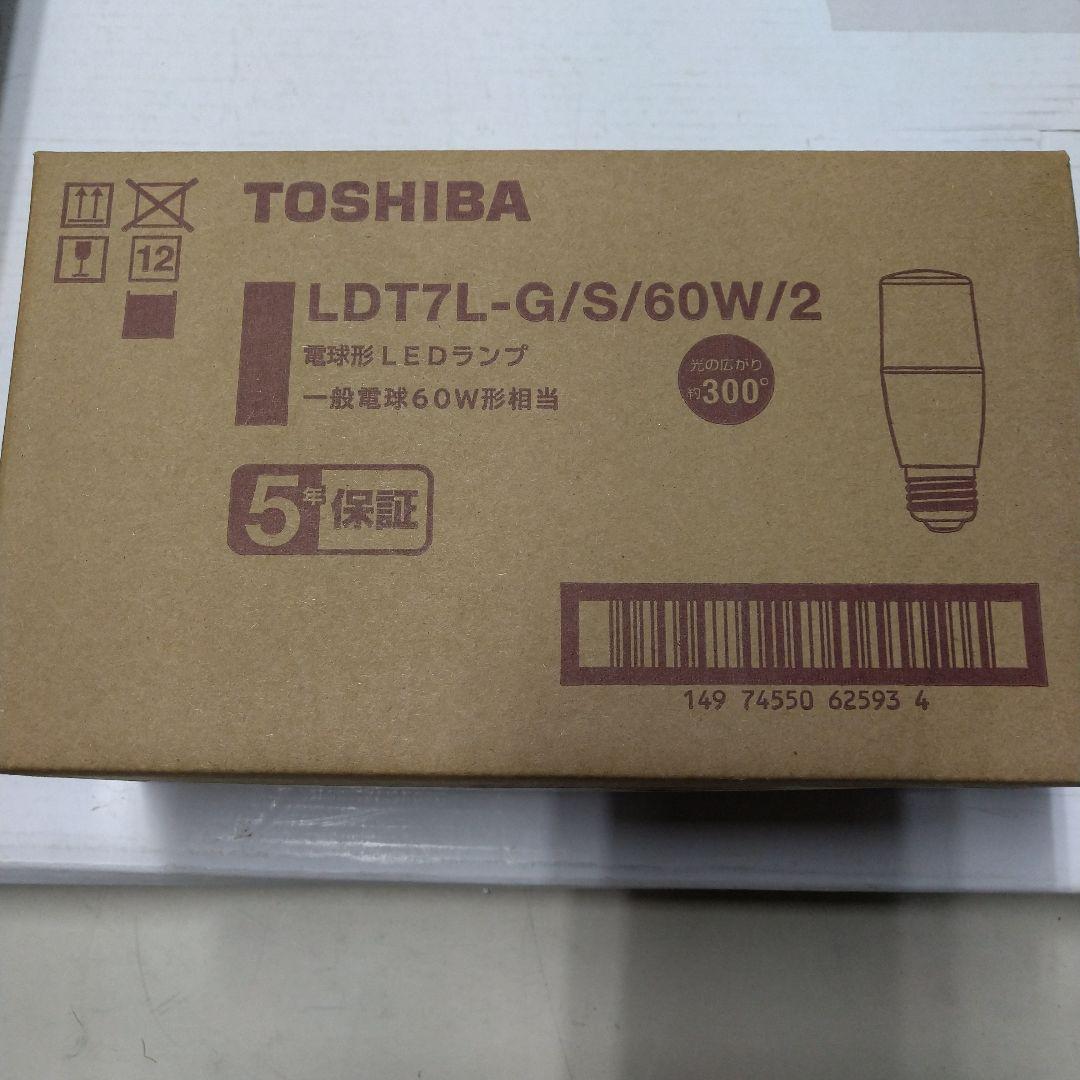 TOSHIBA
12
LDT7L-G/S/60W/2
電球形LEDランプ
一般電球60W形相当
光の広がり
約300°
5年保証
149 74550 62593 4